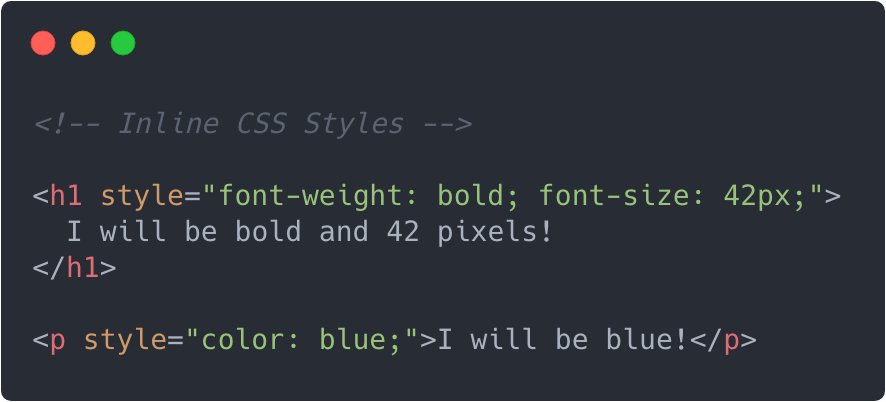 <!-- Inline CSS Styles -->
<h1 style="font-weight: bold; font-size: 42px;">
  I will be bold and 42 pixels!
</h1>
<p style="color: blue;">I will be blue!</p>